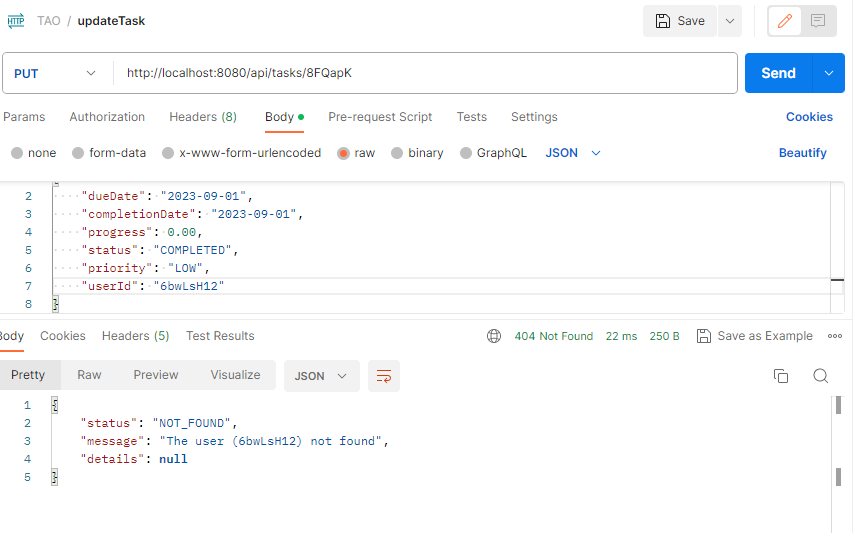 HTTP TAO / updateTask Save
PUT http://localhost:8080/api/tasks/8FQapK Send
Params Authorization Headers (8) Body Pre-request Script Tests Settings Cookies
none form-data x-www-form-urlencoded raw binary GraphQL JSON Beautify
2 "dueDate": "2023-09-01",
3 "completionDate": "2023-09-01",
4 "progress": 0.00,
5 "status": "COMPLETED",
6 "priority": "LOW",
7 "userId": "6bwLsH12"
8 }
Body Cookies Headers (5) Test Results 404 Not Found 22 ms 250 B Save as Example
Pretty Raw Preview Visualize JSON
1 {
2 "status": "NOT_FOUND",
3 "message": "The user (6bwLsH12) not found",
4 "details": null
5 }